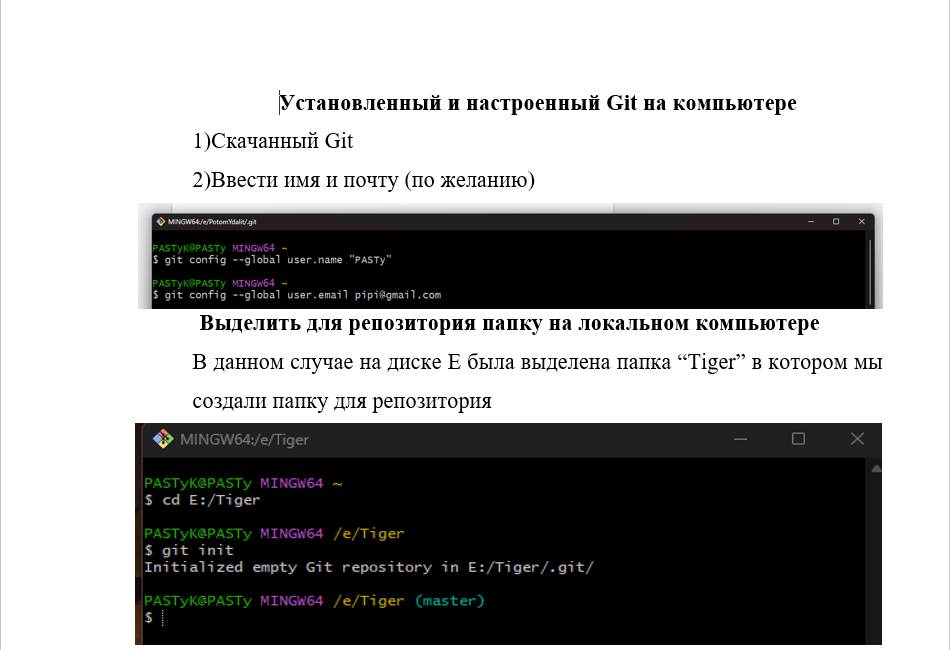 Установленный и настроенный Git на компьютере
1)Скачанный Git
2)Ввести имя и почту (по желанию)
MINGW64:/e/PotomYdalit/.git
PASTyK@PASTy MINGW64 ~
$ git config --global user.name "PASTy"
PASTyK@PASTy MINGW64 ~
$ git config --global user.email pipi@gmail.com
Выделить для репозитория папку на локальном компьютере
В данном случае на диске E была выделена папка “Tiger” в котором мы
создали папку для репозитория
MINGW64:/e/Tiger
PASTyK@PASTy MINGW64 ~
$ cd E:/Tiger
PASTyK@PASTy MINGW64 /e/Tiger
$ git init
Initialized empty Git repository in E:/Tiger/.git/
PASTyK@PASTy MINGW64 /e/Tiger (master)
$